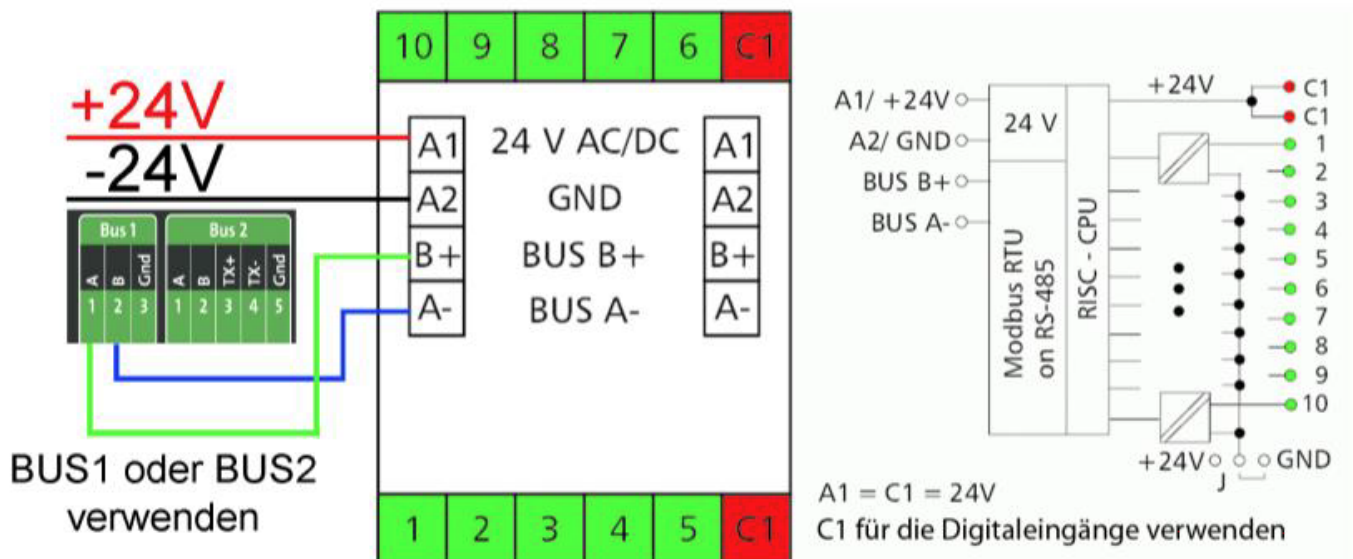 10 9 8 7 6 C1
+24V
-24V
A1 24 V AC/DC A1
A2 GND A2
B+ BUS B+ B+
A- BUS A- A-
Bus 1 Bus 2
A B Gnd A B TX+ TX- Gnd
1 2 3 1 2 3 4 5
BUS1 oder BUS2
verwenden
1 2 3 4 5 C1
A1/ +24V
A2/ GND
BUS B+
BUS A-
24 V
Modbus RTU
on RS-485
RISC - CPU
+24V
C1
C1
1
2
3
4
5
6
7
8
9
10
+24V GND
J
A1 = C1 = 24V
C1 für die Digitaleingänge verwenden